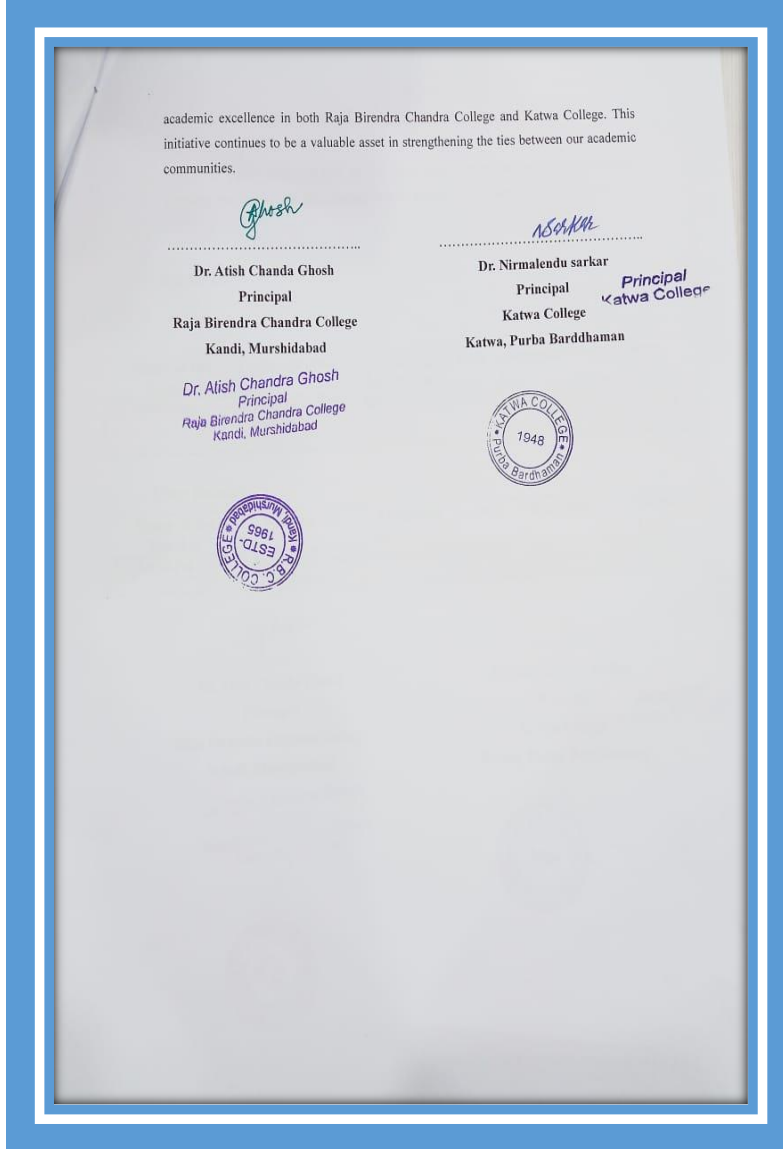 academic excellence in both Raja Birendra Chandra College and Katwa College. This
initiative continues to be a valuable asset in strengthening the ties between our academic
communities.
Ghosh
Dr. Atish Chanda Ghosh
Principal
Raja Birendra Chandra College
Kandi, Murshidabad
Dr. Atish Chandra Ghosh
Principal
Raja Birendra Chandra College
Kandi, Murshidabad
R.B.C. COLLEGE
Kandi, Murshidabad
ESTD-
1965
NSarkar
Dr. Nirmalendu sarkar
Principal
Katwa College
Katwa, Purba Barddhaman
Principal
Katwa College
KATWA COLLEGE
1948
Purba Bardhaman